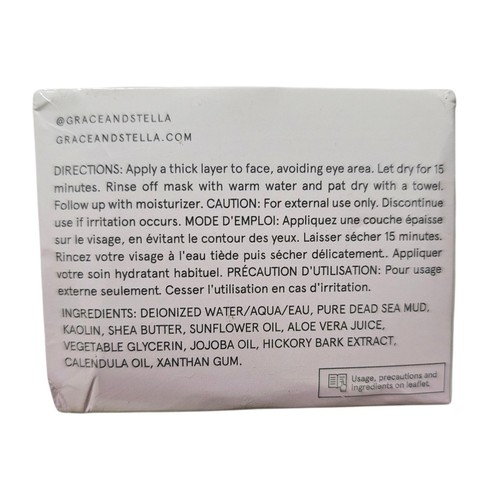 @GRACEANDSTELLA
GRACEANDSTELLA.COM
DIRECTIONS: Apply a thick layer to face, avoiding eye area. Let dry for 15
minutes. Rinse off mask with warm water and pat dry with a towel.
Follow up with moisturizer. CAUTION: For external use only. Discontinue
use if irritation occurs. MODE D'EMPLOI: Appliquez une couche épaisse
sur le visage, en évitant le contour des yeux. Laisser sécher 15 minutes.
Rincez votre visage à l'eau tiède puis sécher délicatement.. Appliquer
votre soin hydratant habituel. PRÉCAUTION D'UTILISATION: Pour usage
externe seulement. Cesser l'utilisation en cas d'irritation.
INGREDIENTS: DEIONIZED WATER/AQUA/EAU, PURE DEAD SEA MUD,
KAOLIN, SHEA BUTTER, SUNFLOWER OIL, ALOE VERA JUICE,
VEGETABLE GLYCERIN, JOJOBA OIL, HICKORY BARK EXTRACT,
CALENDULA OIL, XANTHAN GUM.
Usage, precautions and
ingredients on leaflet.